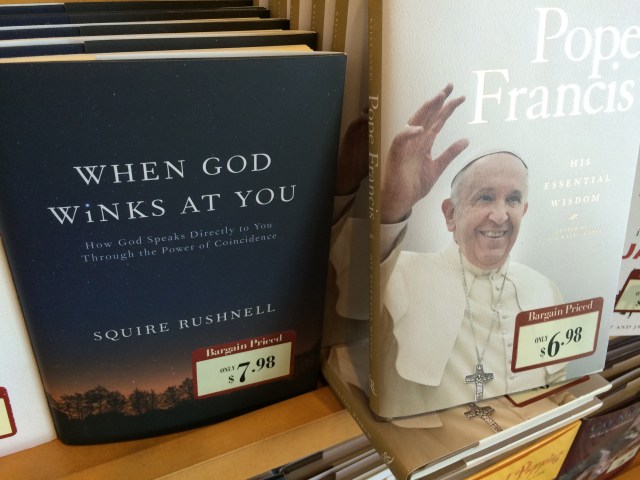 WHEN GOD
WiNKS AT YOU
How God Speaks Directly to You
Through the Power of Coincidence
SQUIRE RUSHNELL
Bargain Priced
ONLY
$7.98
Pope Francis
Pope
Francis
HIS
ESSENTIAL
WISDOM
Bargain Priced
ONLY
$6.98